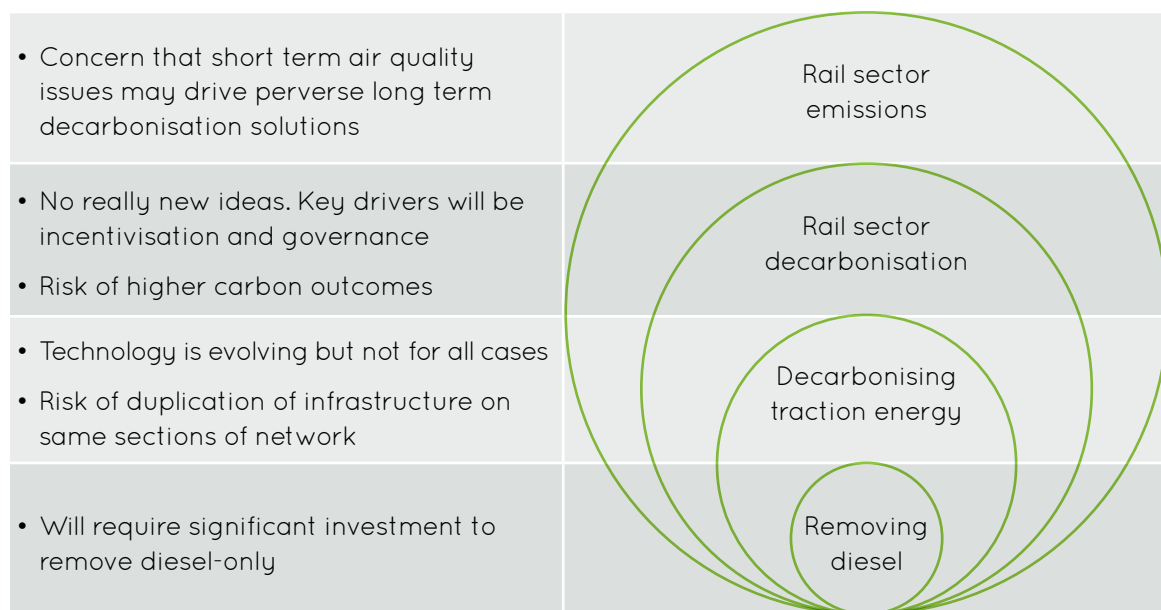 • Concern that short term air quality
issues may drive perverse long term
decarbonisation solutions
Rail sector
emissions
• No really new ideas. Key drivers will be
incentivisation and governance
• Risk of higher carbon outcomes
Rail sector
decarbonisation
• Technology is evolving but not for all cases
• Risk of duplication of infrastructure on
same sections of network
Decarbonising
traction energy
• Will require significant investment to
remove diesel-only
Removing
diesel